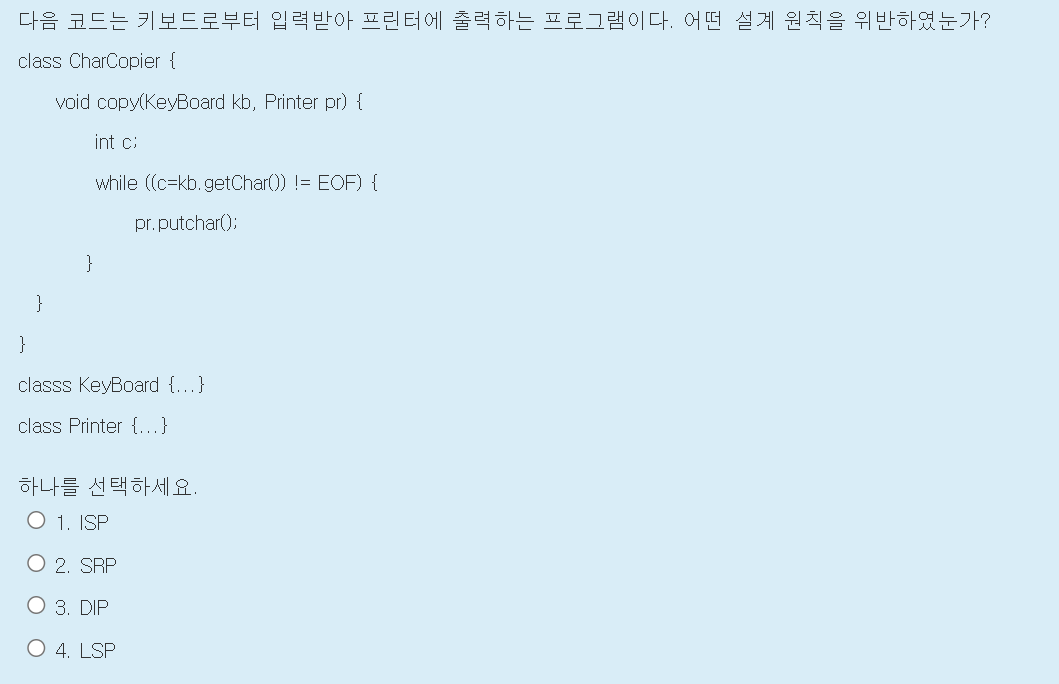 다음 코드는 키보드로부터 입력받아 프린터에 출력하는 프로그램이다. 어떤 설계 원칙을 위반하였눈가?
class CharCopier {
void copy(KeyBoard kb, Printer pr) {
int c;
while ((c=kb.getChar()) != EOF) {
pr.putchar();
}
}
}
classs KeyBoard {...}
class Printer {...}
하나를 선택하세요.
1. ISP
2. SRP
3. DIP
4. LSP